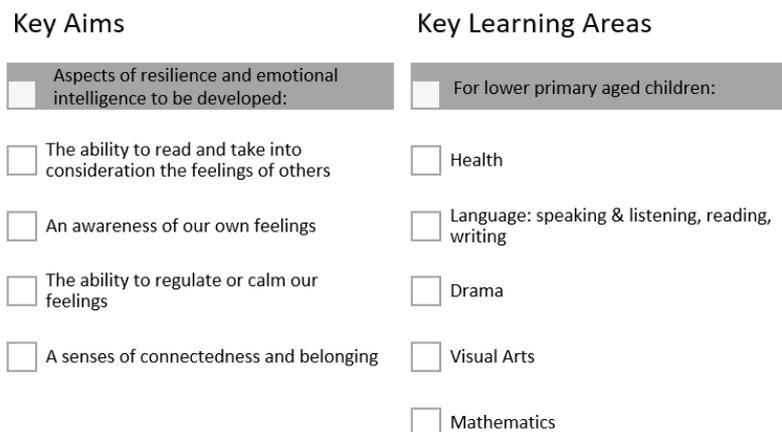 Key Aims
Aspects of resilience and emotional
intelligence to be developed:
The ability to read and take into
consideration the feelings of others
An awareness of our own feelings
The ability to regulate or calm our
feelings
A senses of connectedness and belonging
Key Learning Areas
For lower primary aged children:
Health
Language: speaking & listening, reading,
writing
Drama
Visual Arts
Mathematics